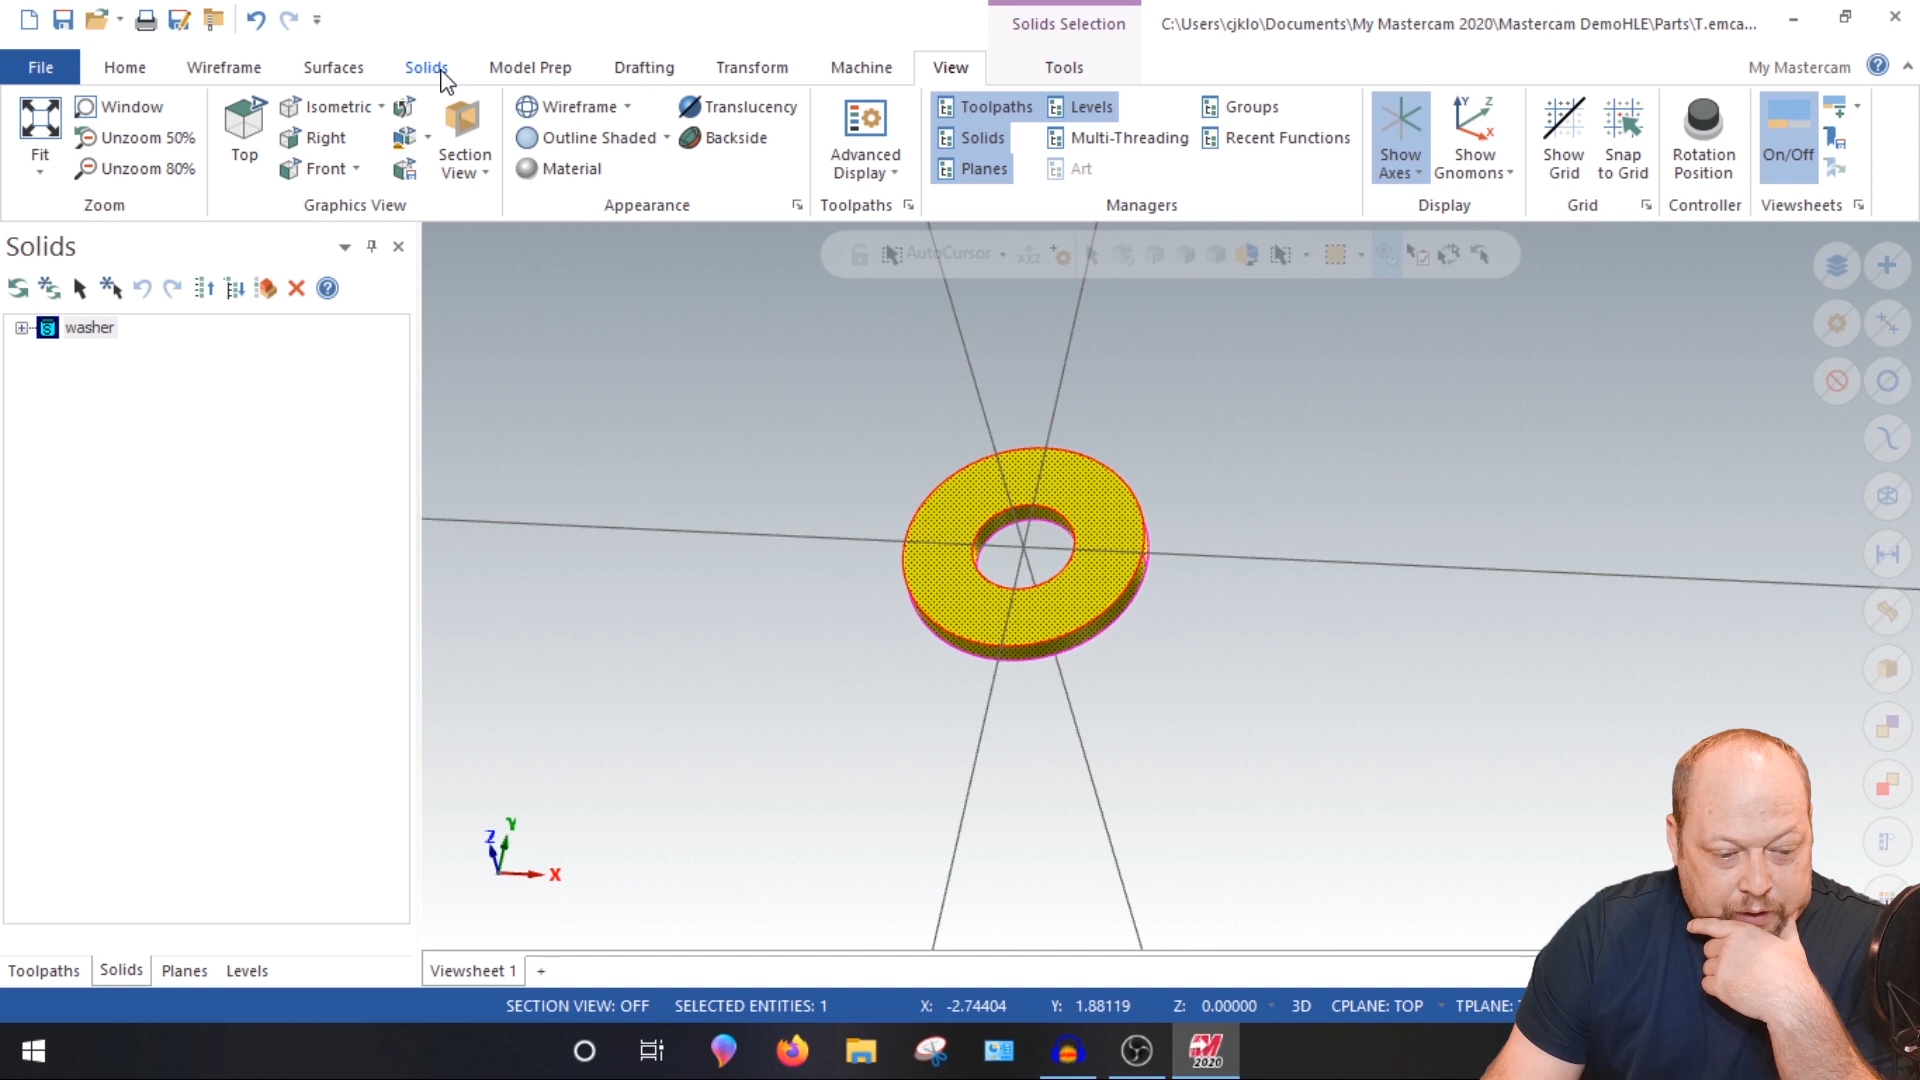 Solids Selection
C:\Users\cjklo\Documents\My Mastercam 2020\Mastercam DemoHLE\Parts\T.emca...
File Home Wireframe Surfaces Solids Model Prep Drafting Transform Machine View Tools My Mastercam
Fit
Window
Unzoom 50%
Unzoom 80%
Zoom
Top
Isometric
Right
Front
Section View
Graphics View
Wireframe
Outline Shaded
Material
Translucency
Backside
Appearance
Advanced Display
Toolpaths
Toolpaths
Solids
Planes
Levels
Multi-Threading
Art
Groups
Recent Functions
Managers
Show Axes
Show Gnomons
Display
Show Grid
Snap to Grid
Grid
Rotation Position
Controller
On/Off
Viewsheets
Solids
AutoCursor
washer
Z Y X
Toolpaths Solids Planes Levels
Viewsheet 1 +
SECTION VIEW: OFF SELECTED ENTITIES: 1 X: -2.74404 Y: 1.88119 Z: 0.00000 3D CPLANE: TOP TPLANE:
2020